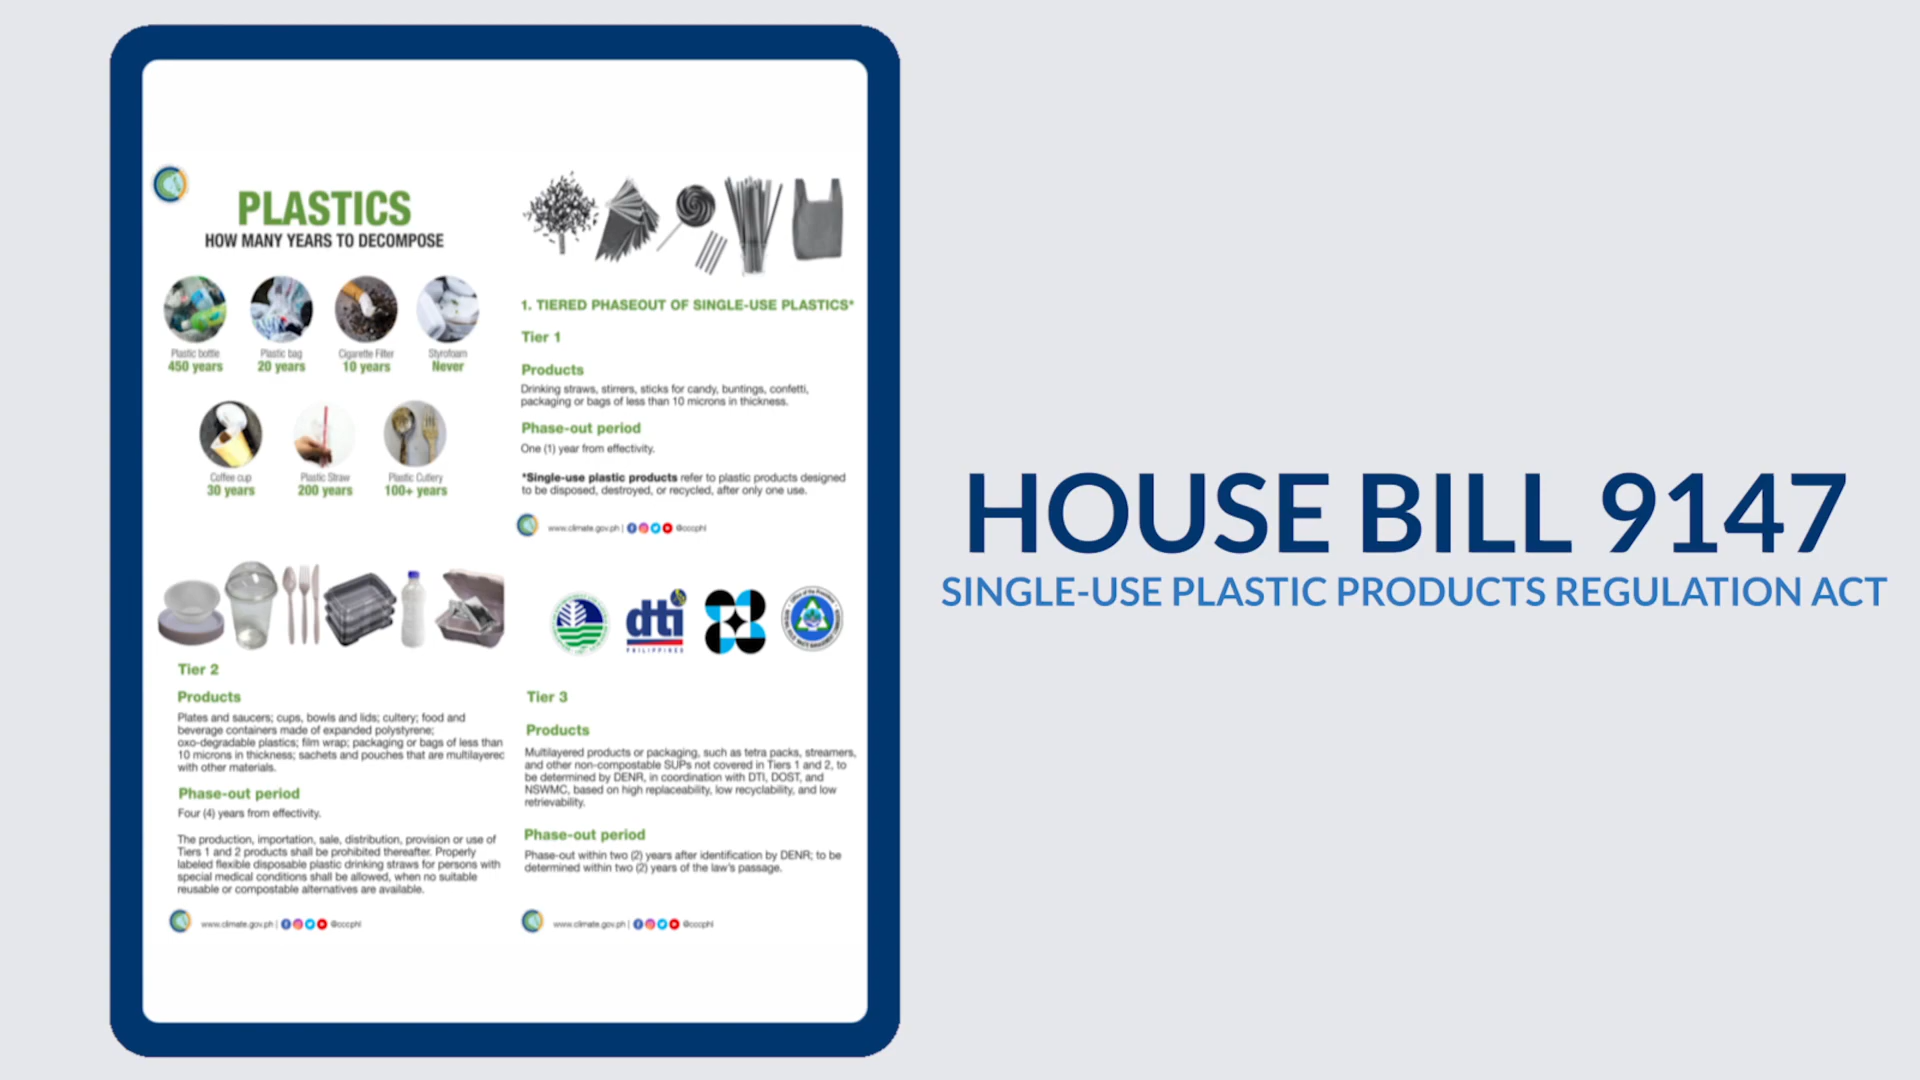 PLASTICS
HOW MANY YEARS TO DECOMPOSE
Plastic bottle
450 years
Plastic bag
20 years
Cigarette Filter
10 years
Styrofoam
Never
Coffee cup
30 years
Plastic Straw
200 years
Plastic Cutlery
100+ years
1. TIERED PHASEOUT OF SINGLE-USE PLASTICS*
Tier 1
Products
Drinking straws, stirrers, sticks for candy, buntings, confetti,
packaging or bags of less than 10 microns in thickness.
Phase-out period
One (1) year from effectivity.
*Single-use plastic products refer to plastic products designed
to be disposed, destroyed, or recycled, after only one use.
www.climate.gov.ph | @cccphl
Tier 2
Products
Plates and saucers; cups, bowls and lids; cultery; food and
beverage containers made of expanded polystyrene;
oxo-degradable plastics; film wrap; packaging or bags of less than
10 microns in thickness; sachets and pouches that are multilayerec
with other materials.
Phase-out period
Four (4) years from effectivity.
The production, importation, sale, distribution, provision or use of
Tiers 1 and 2 products shall be prohibited thereafter. Properly
labeled flexible disposable plastic drinking straws for persons with
special medical conditions shall be allowed, when no suitable
reusable or compostable alternatives are available.
www.climate.gov.ph | @cccphl
dti
PHILIPPINES
Tier 3
Products
Multilayered products or packaging, such as tetra packs, streamers,
and other non-compostable SUPs not covered in Tiers 1 and 2, to
be determined by DENR, in coordination with DTI, DOST, and
NSWMC, based on high replaceability, low recyclability, and low
retrievability.
Phase-out period
Phase-out within two (2) years after identification by DENR; to be
determined within two (2) years of the law's passage.
www.climate.gov.ph | @cccphl
HOUSE BILL 9147
SINGLE-USE PLASTIC PRODUCTS REGULATION ACT